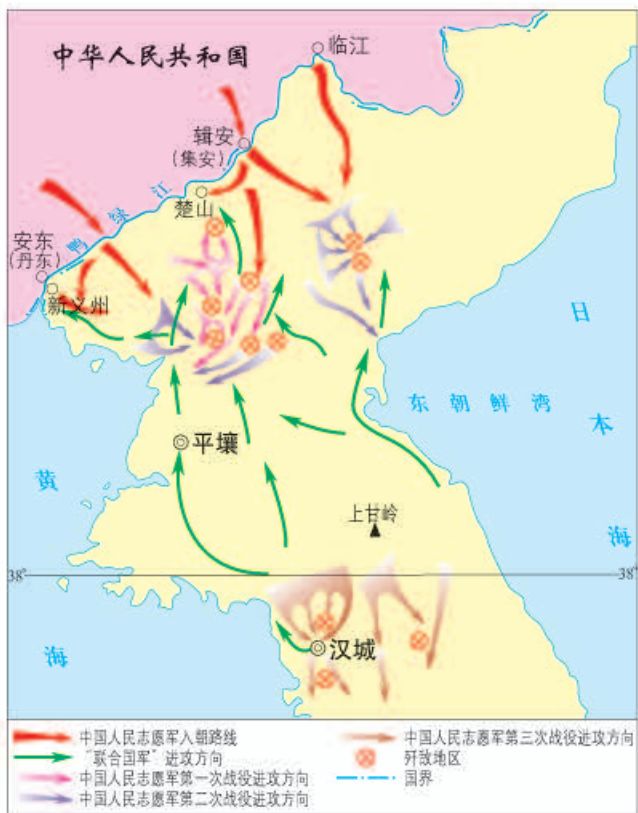 中华人民共和国
临江
辑安
(集安)
鸭绿江
楚山
安东
(丹东)
新义州
日本海
东朝鲜湾
平壤
黄海
上甘岭
38°
38°
汉城
中国人民志愿军入朝路线
“联合国军”进攻方向
中国人民志愿军第一次战役进攻方向
中国人民志愿军第二次战役进攻方向
中国人民志愿军第三次战役进攻方向
歼敌地区
国界